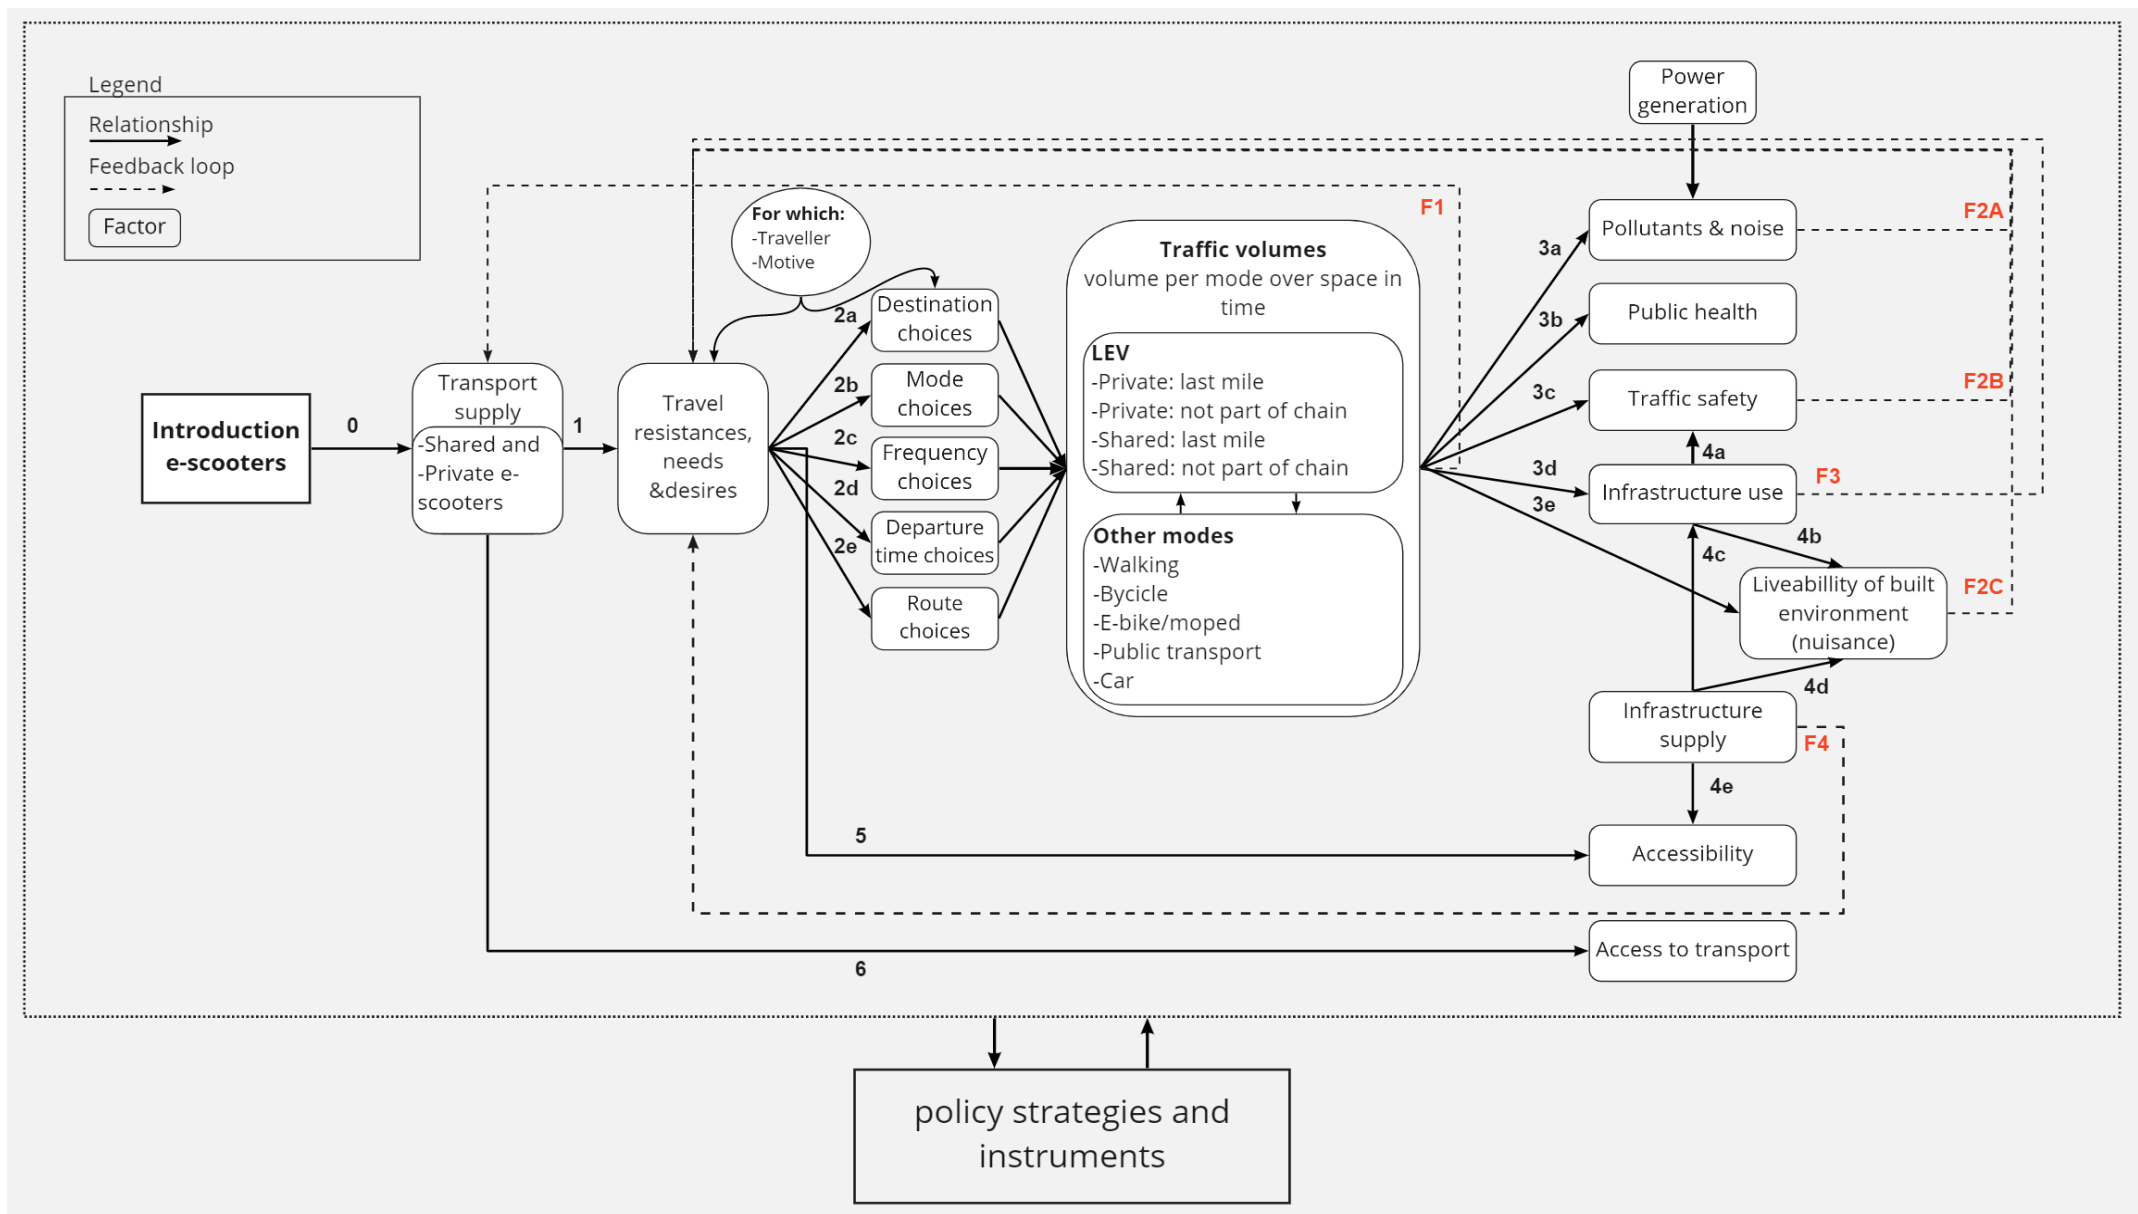 Legend
Relationship
Feedback loop
Factor
Introduction
e-scooters
0
Transport
supply
-Shared and
-Private e-
scooters
1
Travel
resistances,
needs
&desires
For which:
-Traveller
-Motive
2a
2b
2c
2d
2e
Destination
choices
Mode
choices
Frequency
choices
Departure
time choices
Route
choices
Traffic volumes
volume per mode over space in
time
LEV
-Private: last mile
-Private: not part of chain
-Shared: last mile
-Shared: not part of chain
Other modes
-Walking
-Bycicle
-E-bike/moped
-Public transport
-Car
F1
3a
3b
3c
3d
3e
Power
generation
Pollutants & noise
F2A
Public health
Traffic safety
F2B
4a
Infrastructure use
F3
4b
4c
Liveabillity of built
environment
(nuisance)
F2C
4d
Infrastructure
supply
F4
4e
5
Accessibility
6
Access to transport
policy strategies and
instruments